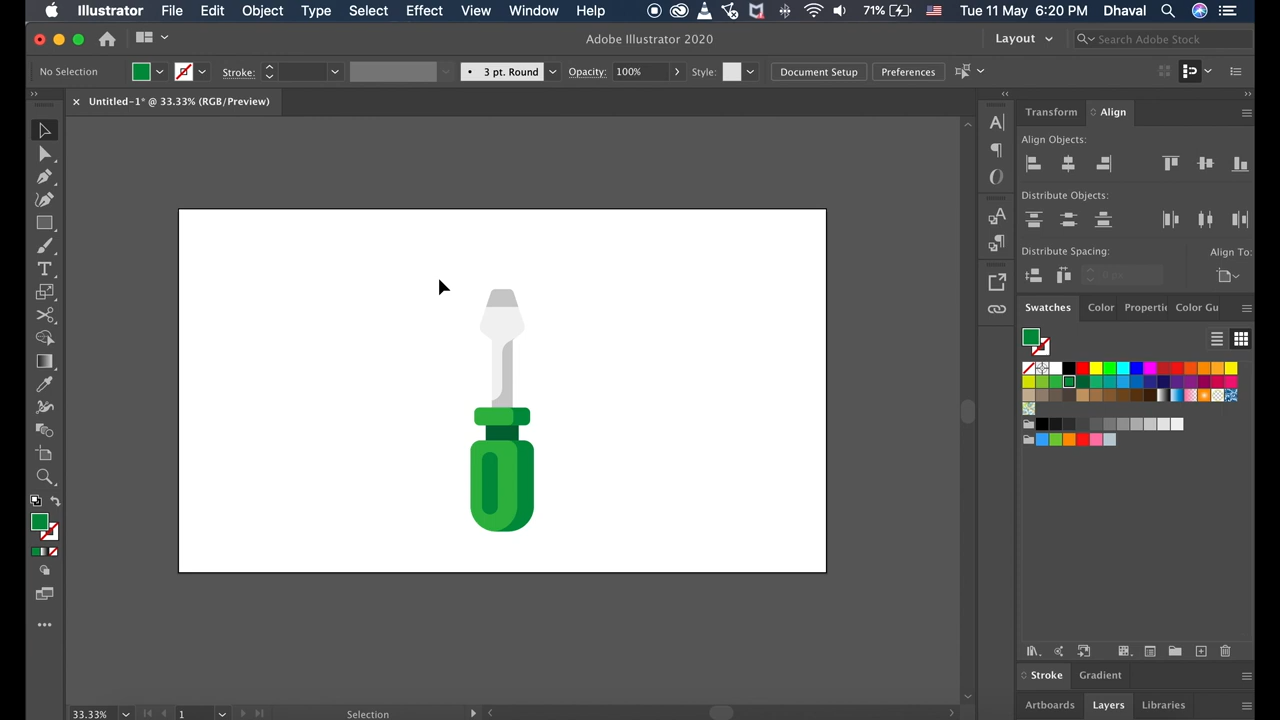 Illustrator File Edit Object Type Select Effect View Window Help 71% Tue 11 May 6:20 PM Dhaval
Adobe Illustrator 2020 Layout Search Adobe Stock
No Selection Stroke: 3 pt. Round Opacity: 100% Style: Document Setup Preferences
Untitled-1* @ 33.33% (RGB/Preview)
Transform Align
Align Objects:
Distribute Objects:
Distribute Spacing: Align To:
0 px
Swatches Color Properti Color Gu
Stroke Gradient
Artboards Layers Libraries
33.33% 1 Selection